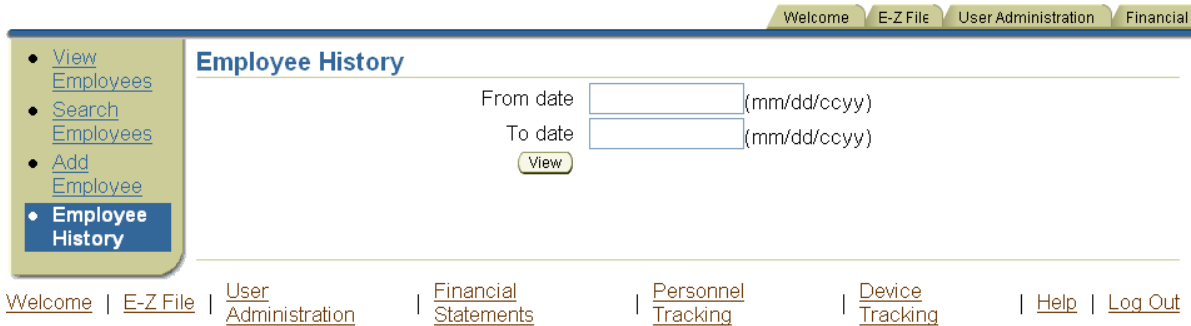 Welcome E-Z File User Administration Financial
View
Employees
Search
Employees
Add
Employee
Employee
History
Employee History
From date (mm/dd/ccyy)
To date (mm/dd/ccyy)
View
Welcome | E-Z File | User Administration | Financial Statements | Personnel Tracking | Device Tracking | Help | Log Out